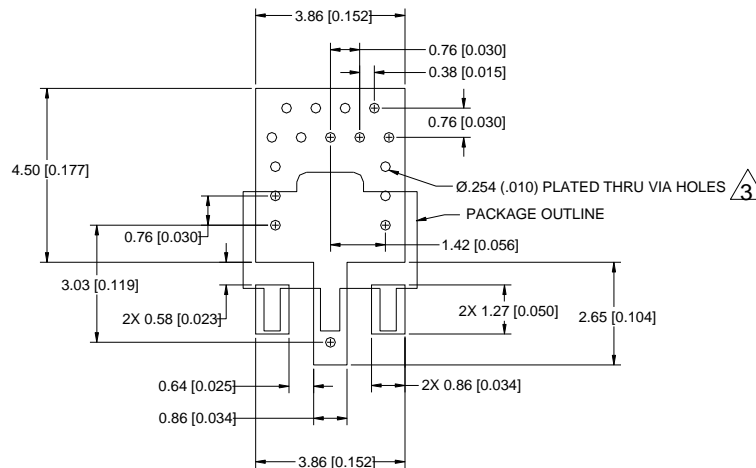 3.86 [0.152]
0.76 [0.030]
0.38 [0.015]
0.76 [0.030]
4.50 [0.177]
Ø.254 (.010) PLATED THRU VIA HOLES 3
PACKAGE OUTLINE
0.76 [0.030]
1.42 [0.056]
3.03 [0.119]
2X 0.58 [0.023]
2X 1.27 [0.050]
2.65 [0.104]
0.64 [0.025]
2X 0.86 [0.034]
0.86 [0.034]
3.86 [0.152]